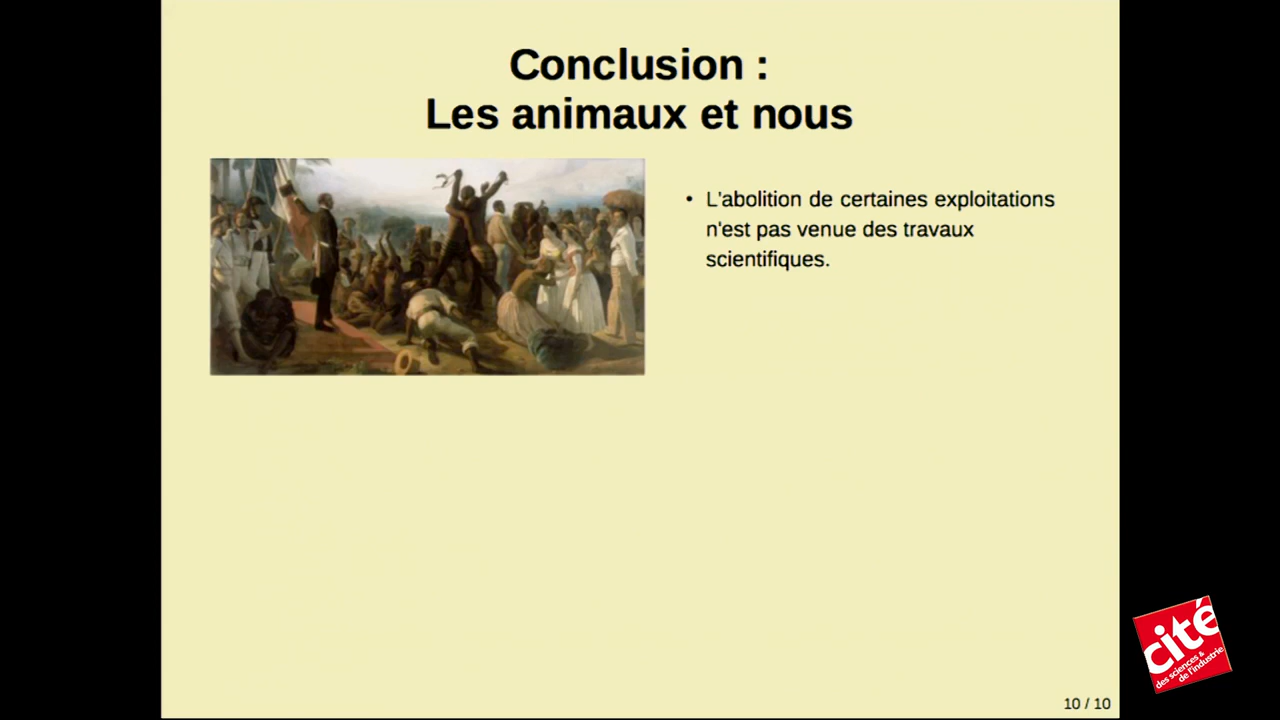 Conclusion :
Les animaux et nous
• L'abolition de certaines exploitations
n'est pas venue des travaux
scientifiques.
cité
des sciences &
de l'industrie
10 / 10